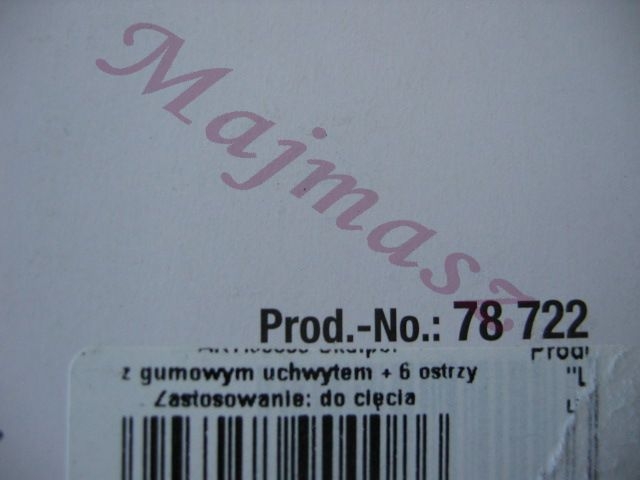 Majmasz
Prod.-No.: 78 722
z gumowym uchwytem + 6 ostrzy
Zastosowanie: do cięcia